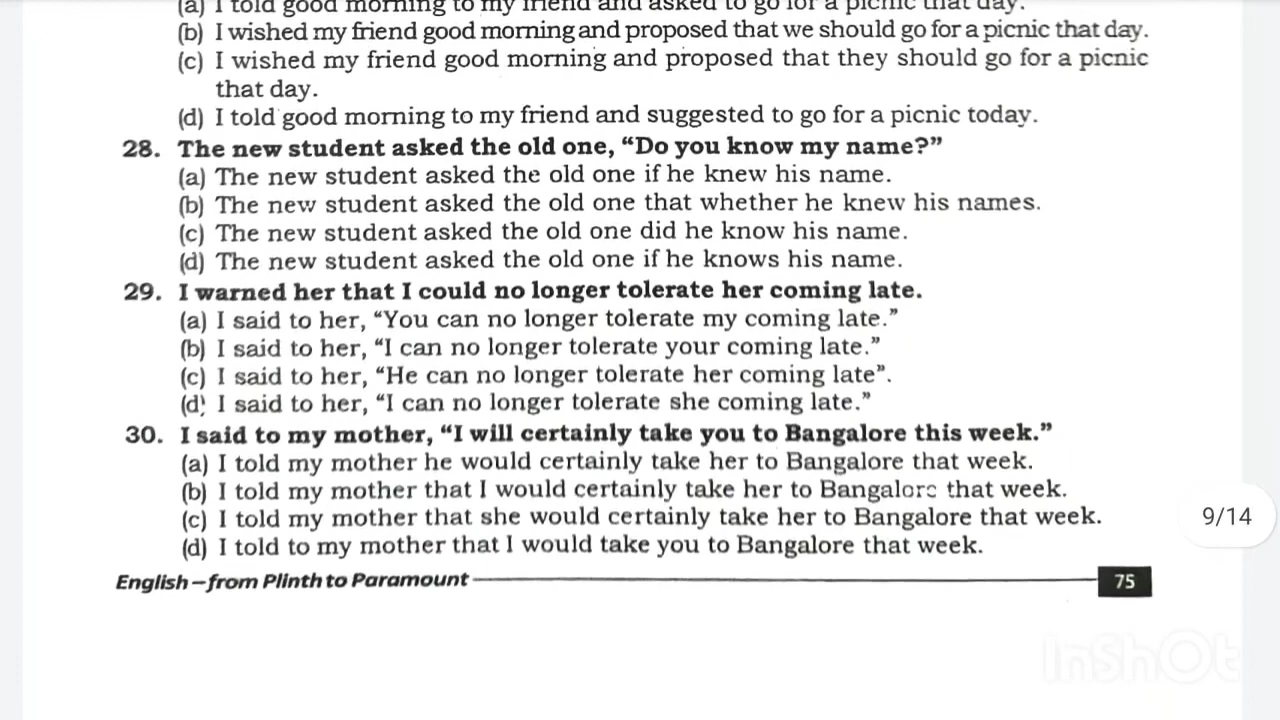 (a) I told good morning to my friend and asked to go for a picnic that day.
(b) I wished my friend good morning and proposed that we should go for a picnic that day.
(c) I wished my friend good morning and proposed that they should go for a picnic
that day.
(d) I told good morning to my friend and suggested to go for a picnic today.
28. The new student asked the old one, “Do you know my name?”
(a) The new student asked the old one if he knew his name.
(b) The new student asked the old one that whether he knew his names.
(c) The new student asked the old one did he know his name.
(d) The new student asked the old one if he knows his name.
29. I warned her that I could no longer tolerate her coming late.
(a) I said to her, “You can no longer tolerate my coming late.”
(b) I said to her, “I can no longer tolerate your coming late.”
(c) I said to her, “He can no longer tolerate her coming late”.
(d) I said to her, “I can no longer tolerate she coming late.”
30. I said to my mother, “I will certainly take you to Bangalore this week.”
(a) I told my mother he would certainly take her to Bangalore that week.
(b) I told my mother that I would certainly take her to Bangalore that week.
(c) I told my mother that she would certainly take her to Bangalore that week.
(d) I told to my mother that I would take you to Bangalore that week.
9/14
English – from Plinth to Paramount 75
InShOt